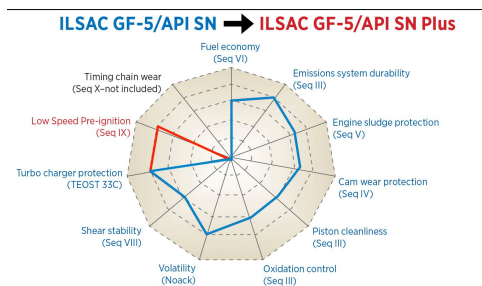 ILSAC GF-5/API SN ILSAC GF-5/API SN Plus
Fuel economy
(Seq VI)
Emissions system durability
(Seq III)
Engine sludge protection
(Seq V)
Cam wear protection
(Seq IV)
Piston cleanliness
(Seq III)
Oxidation control
(Seq III)
Volatility
(Noack)
Shear stability
(Seq VIII)
Turbo charger protection
(TEOST 33C)
Low Speed Pre-ignition
(Seq IX)
Timing chain wear
(Seq X–not included)